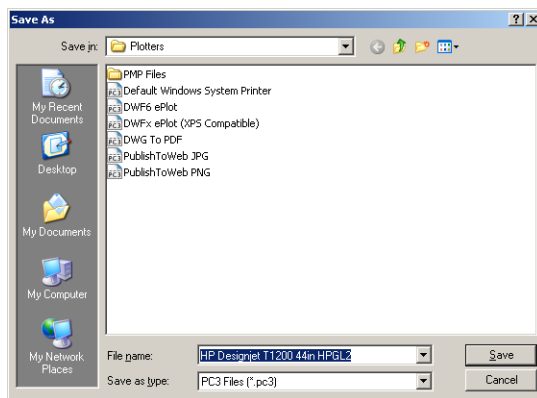 Save As
Save in:
Plotters
My Recent
Documents
Desktop
My Documents
My Computer
My Network
Places
PMP Files
Default Windows System Printer
DWF6 ePlot
DWFx ePlot (XPS Compatible)
DWG To PDF
PublishToWeb JPG
PublishToWeb PNG
File name:
HP Designjet T1200 44in HPGL2
Save
Save as type:
PC3 Files (*.pc3)
Cancel